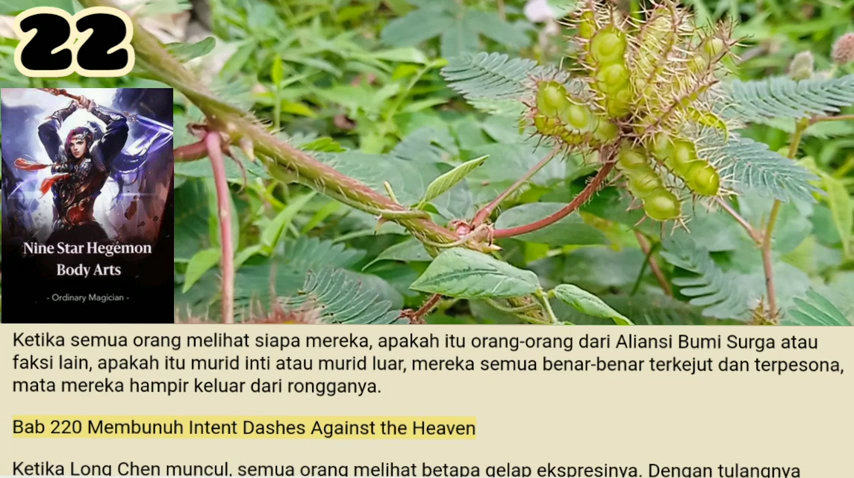 22
Nine Star Hegemon
Body Arts
- Ordinary Magician -
Ketika semua orang melihat siapa mereka, apakah itu orang-orang dari Aliansi Bumi Surga atau
faksi lain, apakah itu murid inti atau murid luar, mereka semua benar-benar terkejut dan terpesona,
mata mereka hampir keluar dari rongganya.
Bab 220 Membunuh Intent Dashes Against the Heaven
Ketika Long Chen muncul, semua orang melihat betapa gelap ekspresinya. Dengan tulangnya